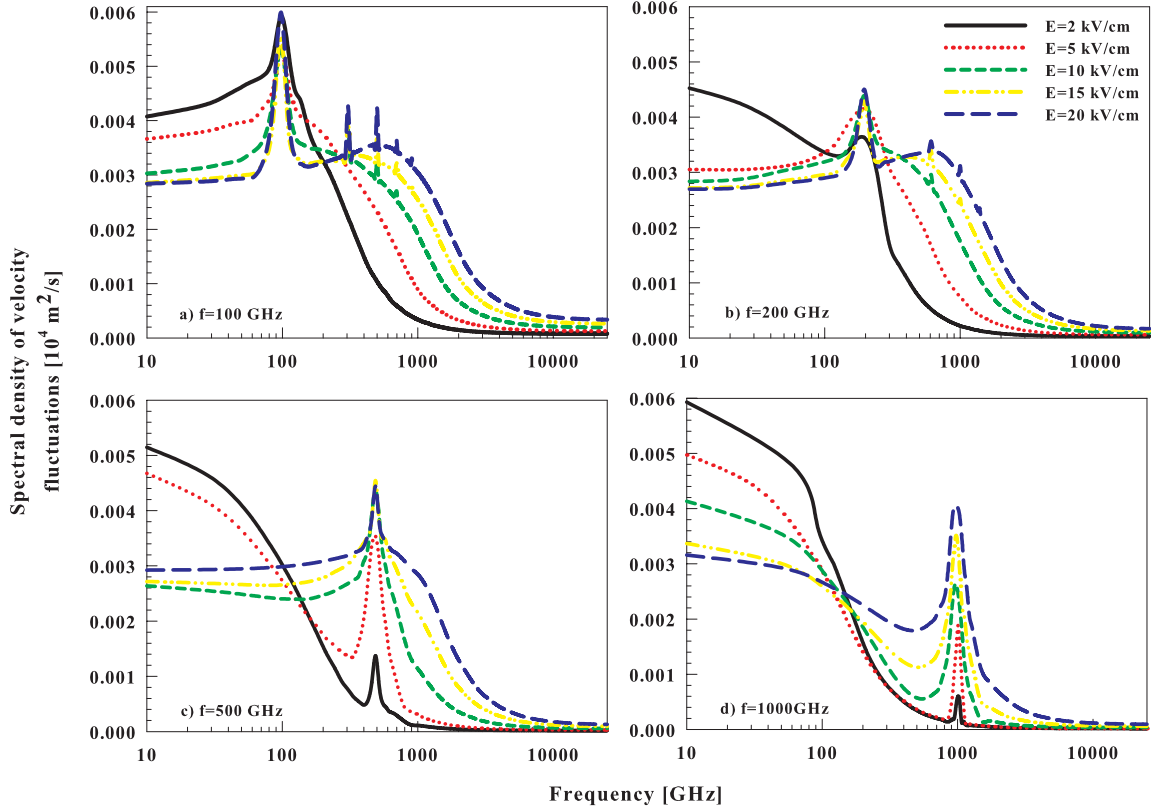 Spectral density of velocity
fluctuations [10⁴ m²/s]
0.006
0.005
0.004
0.003
0.002
0.001
0.000
a) f=100 GHz
10 100 1000 10000
0.006
0.005
0.004
0.003
0.002
0.001
0.000
E=2 kV/cm
E=5 kV/cm
E=10 kV/cm
E=15 kV/cm
E=20 kV/cm
b) f=200 GHz
10 100 1000 10000
0.006
0.005
0.004
0.003
0.002
0.001
0.000
c) f=500 GHz
10 100 1000 10000
0.006
0.005
0.004
0.003
0.002
0.001
0.000
d) f=1000GHz
10 100 1000 10000
Frequency [GHz]